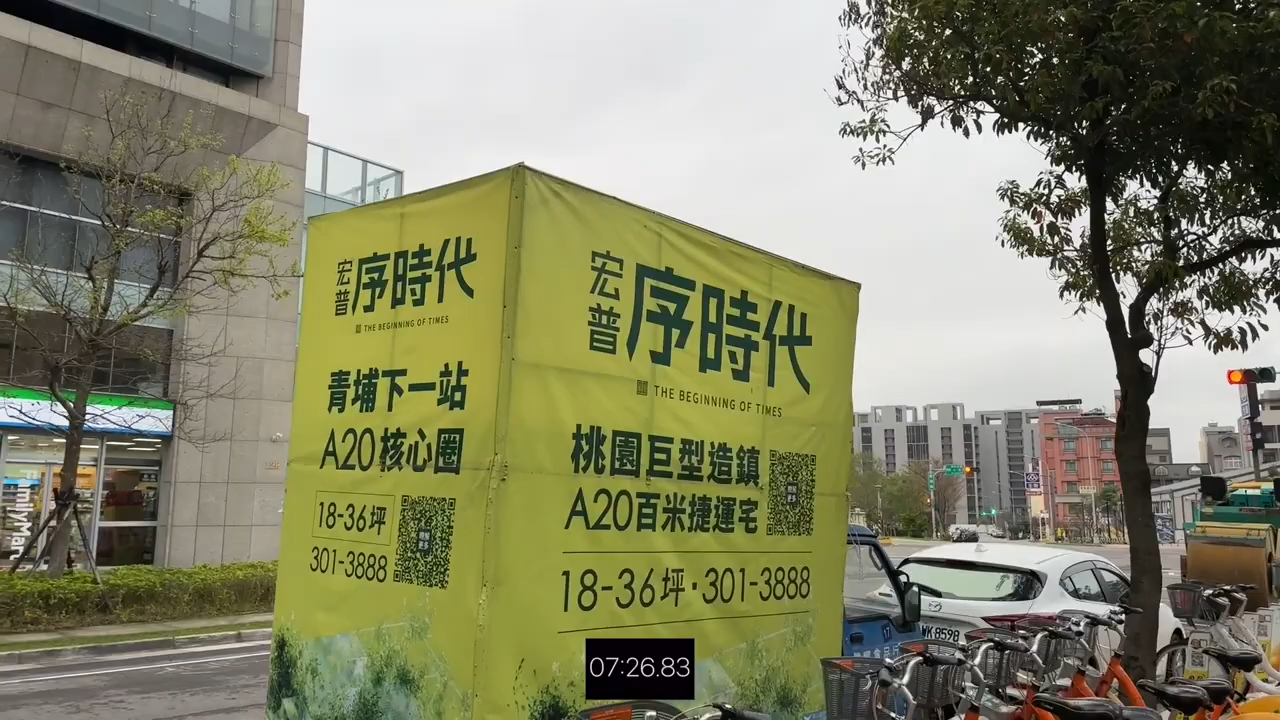 宏普
序時代
THE BEGINNING OF TIMES
青埔下一站
A20核心圈
18-36坪
301-3888
宏普
序時代
THE BEGINNING OF TIMES
桃園巨型造鎮
A20百米捷運宅
18-36坪·301-3888
FamilyMart
07:26.83